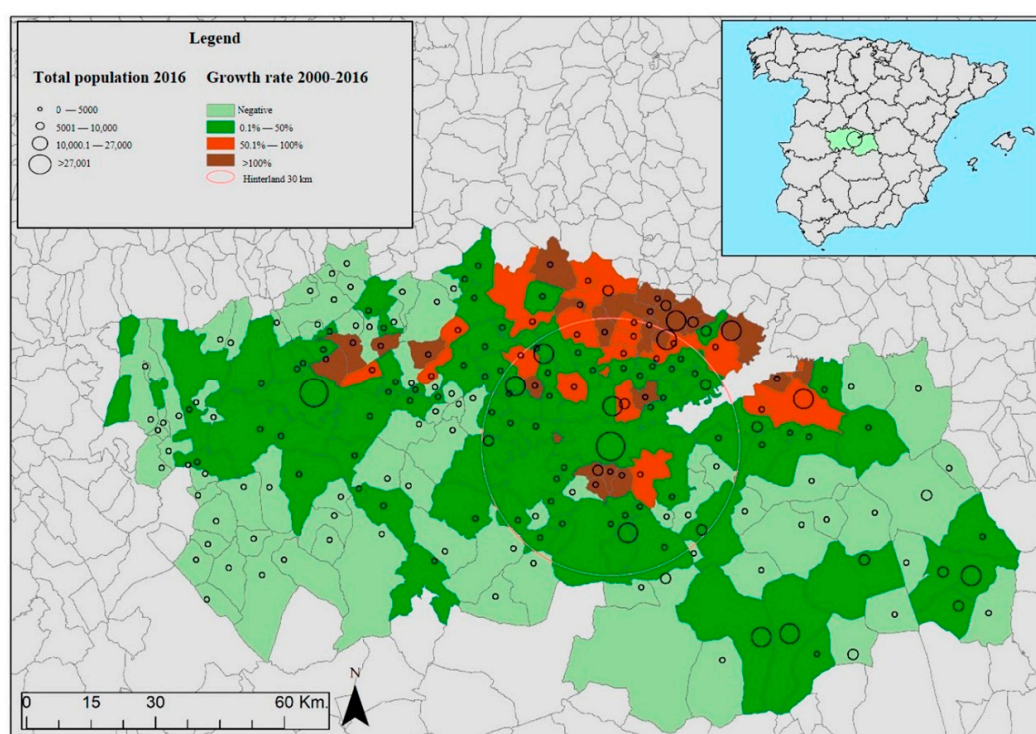 Legend
Total population 2016
0 — 5000
5001 — 10,000
10,000.1 — 27,000
>27,001
Growth rate 2000-2016
Negative
0.1% — 50%
50.1% — 100%
>100%
Hinterland 30 km
N
0 15 30 60 Km.